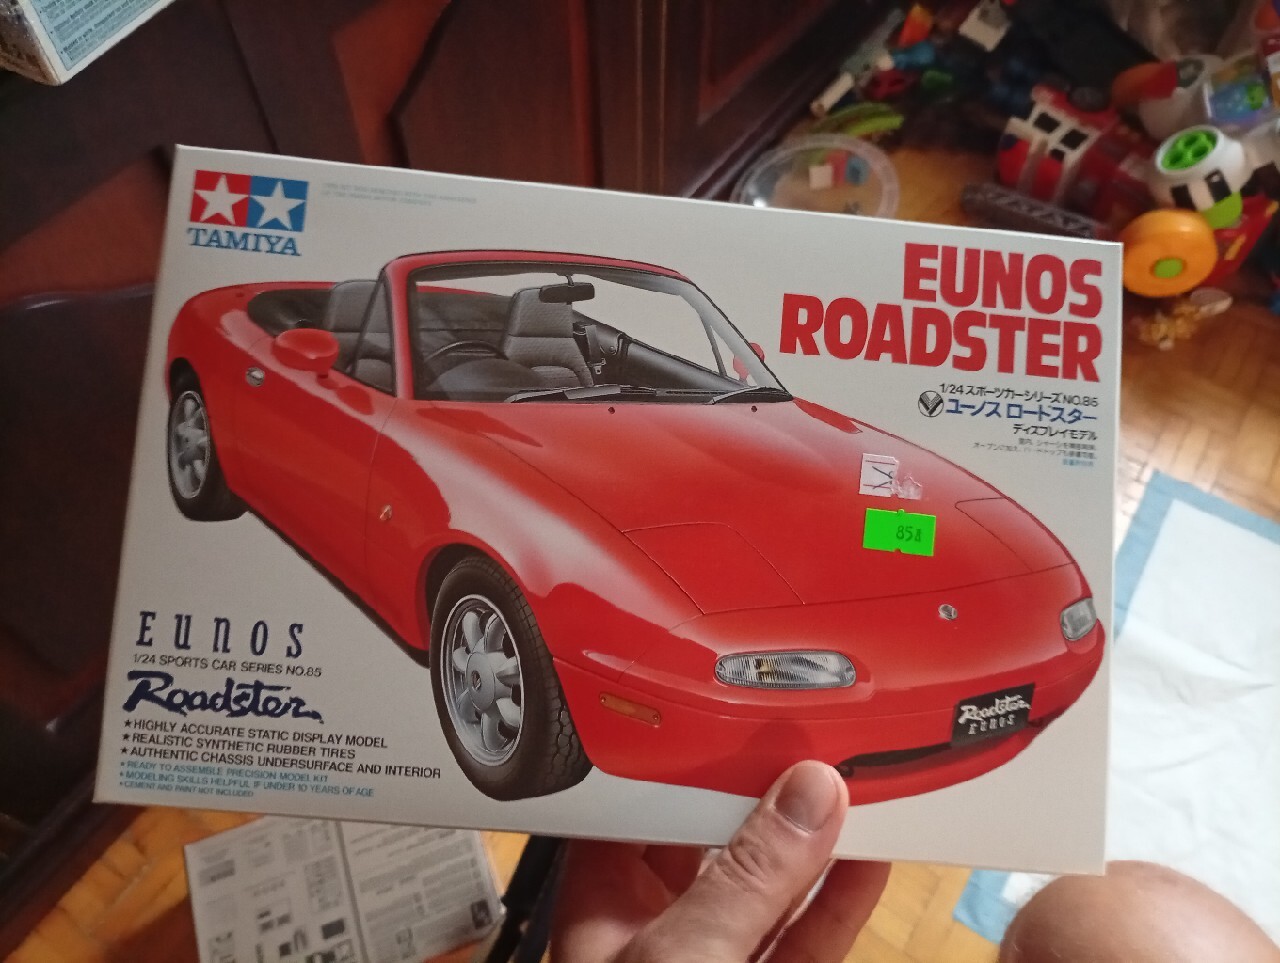 TAMIYA
EUNOS
ROADSTER
1/24 スポーツカーシリーズ NO.85
ユーノス ロードスター
ディスプレイモデル
858
EUNOS
1/24 SPORTS CAR SERIES NO.85
Roadster
★HIGHLY ACCURATE STATIC DISPLAY MODEL
★REALISTIC SYNTHETIC RUBBER TIRES
★AUTHENTIC CHASSIS UNDERSURFACE AND INTERIOR
•READY TO ASSEMBLE PRECISION MODEL KIT
•MODELING SKILLS HELPFUL IF UNDER 10 YEARS OF AGE
•CEMENT AND PAINT NOT INCLUDED
Roadster
EUNOS